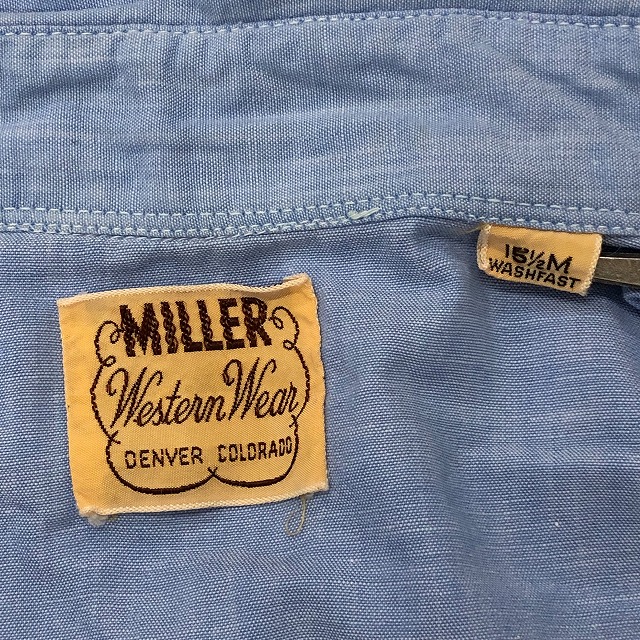 MILLER
Western Wear
DENVER COLORADO
15½M
WASHFAST